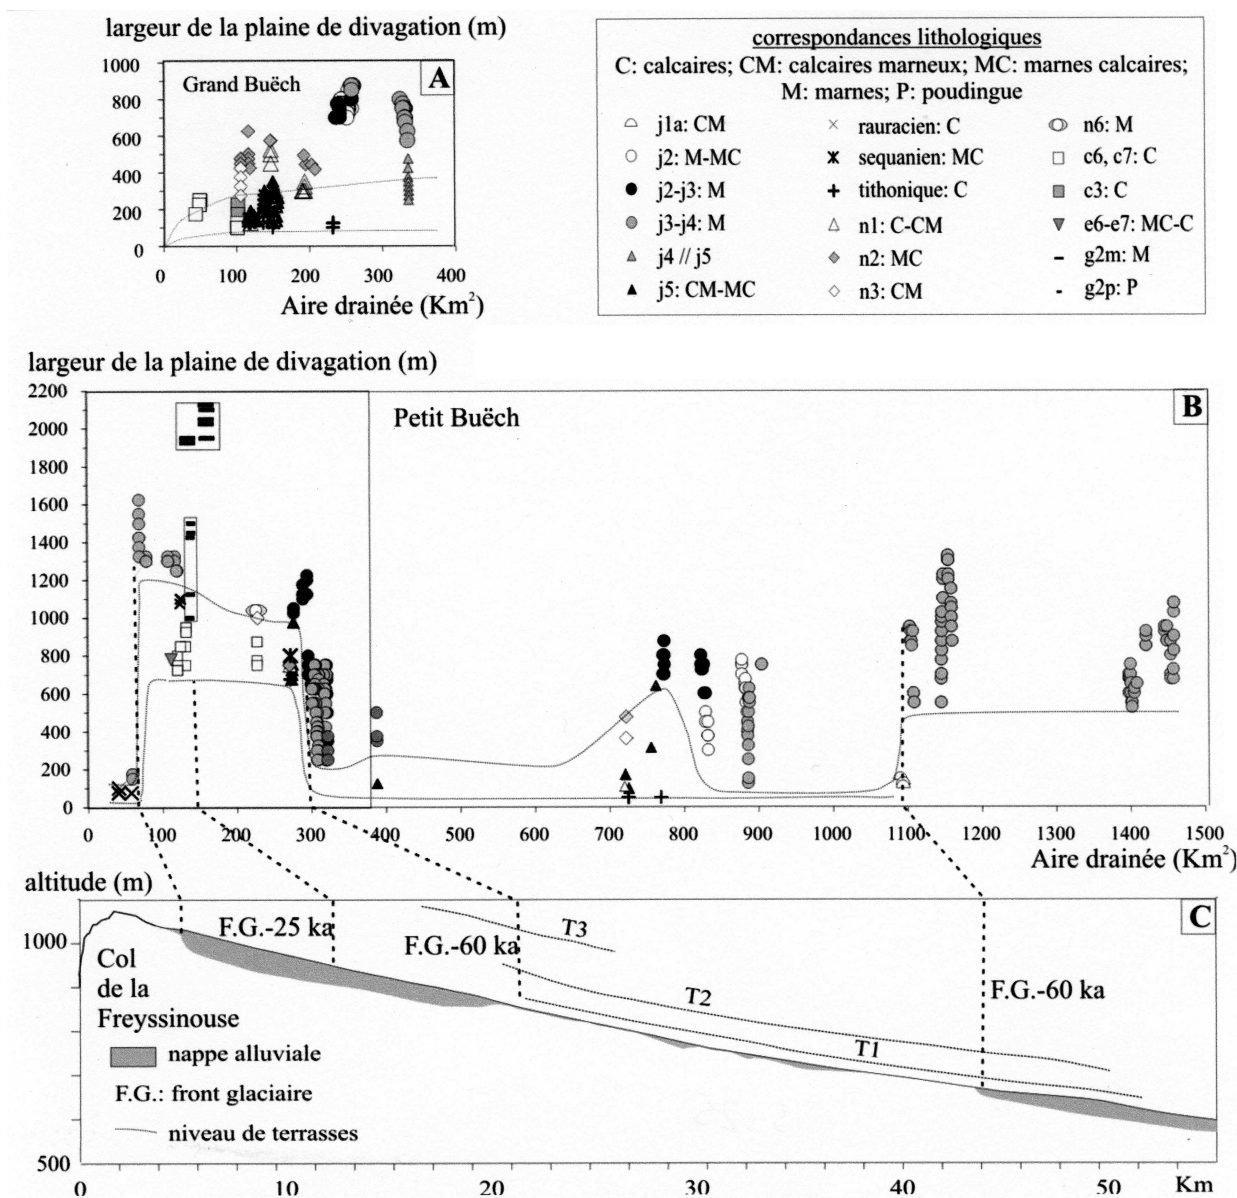 largeur de la plaine de divagation (m)
1000
800
600
400
200
0
Grand Buëch
A
0 100 200 300 400
Aire drainée (Km²)
correspondances lithologiques
C: calcaires; CM: calcaires marneux; MC: marnes calcaires;
M: marnes; P: poudingue
j1a: CM
j2: M-MC
j2-j3: M
j3-j4: M
j4 // j5
j5: CM-MC
rauracien: C
sequanien: MC
tithonique: C
n1: C-CM
n2: MC
n3: CM
n6: M
c6, c7: C
c3: C
e6-e7: MC-C
g2m: M
g2p: P
largeur de la plaine de divagation (m)
2200
2000
1800
1600
1400
1200
1000
800
600
400
200
0
Petit Buëch
B
0 100 200 300 400 500 600 700 800 900 1000 1100 1200 1300 1400 1500
Aire drainée (Km²)
altitude (m)
1000
500
C
F.G.-25 ka
F.G.-60 ka
T3
T2
T1
F.G.-60 ka
Col
de la
Freyssinouse
nappe alluviale
F.G.: front glaciaire
niveau de terrasses
0 10 20 30 40 50 Km